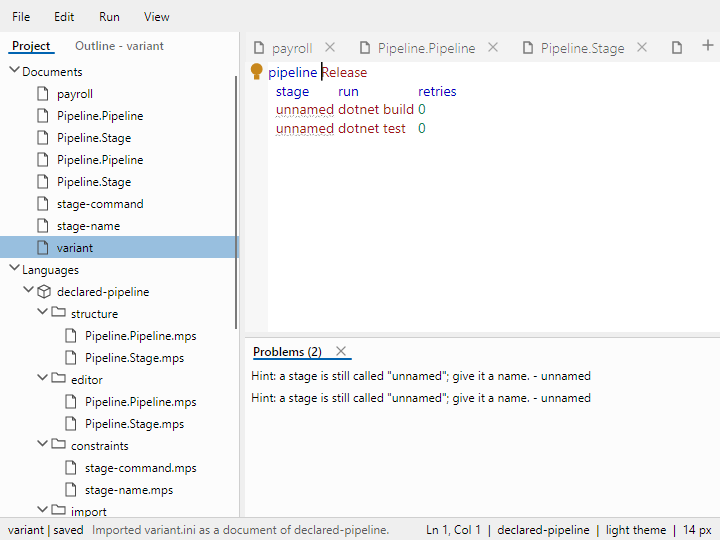 File Edit Run View
Project Outline - variant
payroll Pipeline.Pipeline Pipeline.Stage
Documents
payroll
Pipeline.Pipeline
Pipeline.Stage
Pipeline.Pipeline
Pipeline.Stage
stage-command
stage-name
variant
Languages
declared-pipeline
structure
Pipeline.Pipeline.mps
Pipeline.Stage.mps
editor
Pipeline.Pipeline.mps
Pipeline.Stage.mps
constraints
stage-command.mps
stage-name.mps
import
pipeline Release
stage run retries
unnamed dotnet build 0
unnamed dotnet test 0
Problems (2)
Hint: a stage is still called "unnamed"; give it a name. - unnamed
Hint: a stage is still called "unnamed"; give it a name. - unnamed
variant | saved Imported variant.ini as a document of declared-pipeline. Ln 1, Col 1 | declared-pipeline | light theme | 14 px